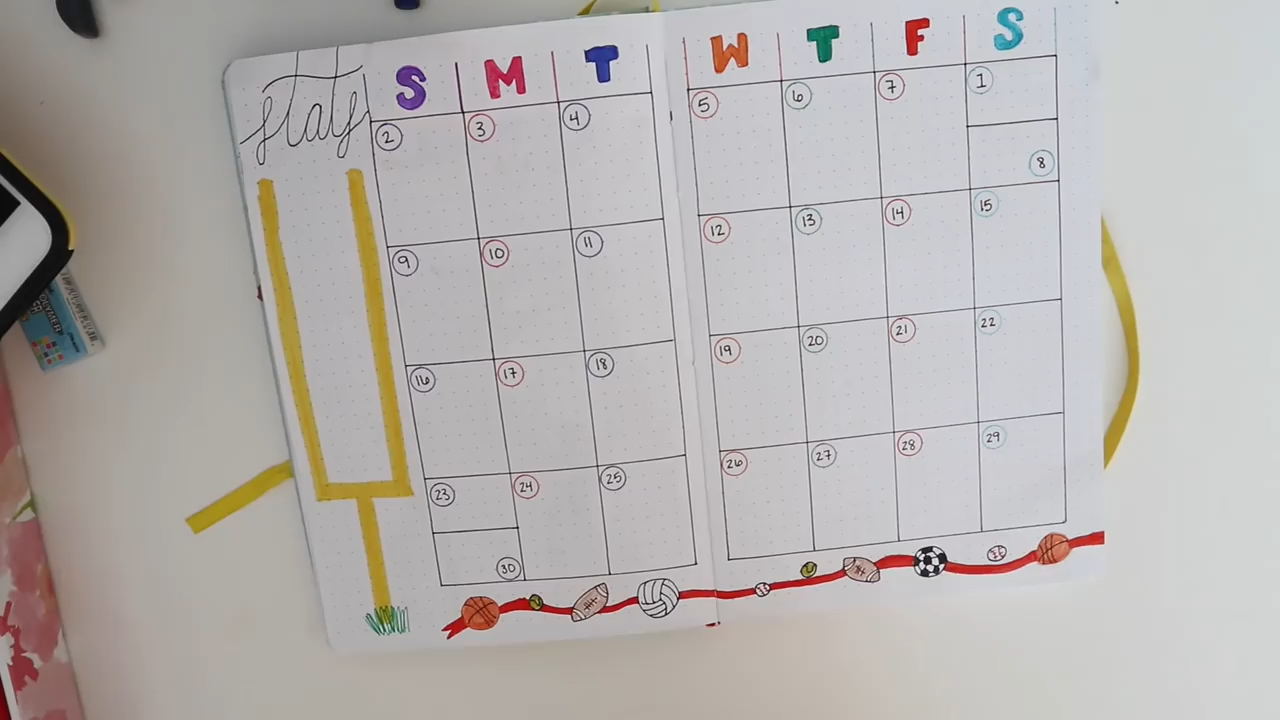 stats
S M T W T F S
1
2 3 4 5 6 7 8
9 10 11 12 13 14 15
16 17 18 19 20 21 22
23 24 25 26 27 28 29
30